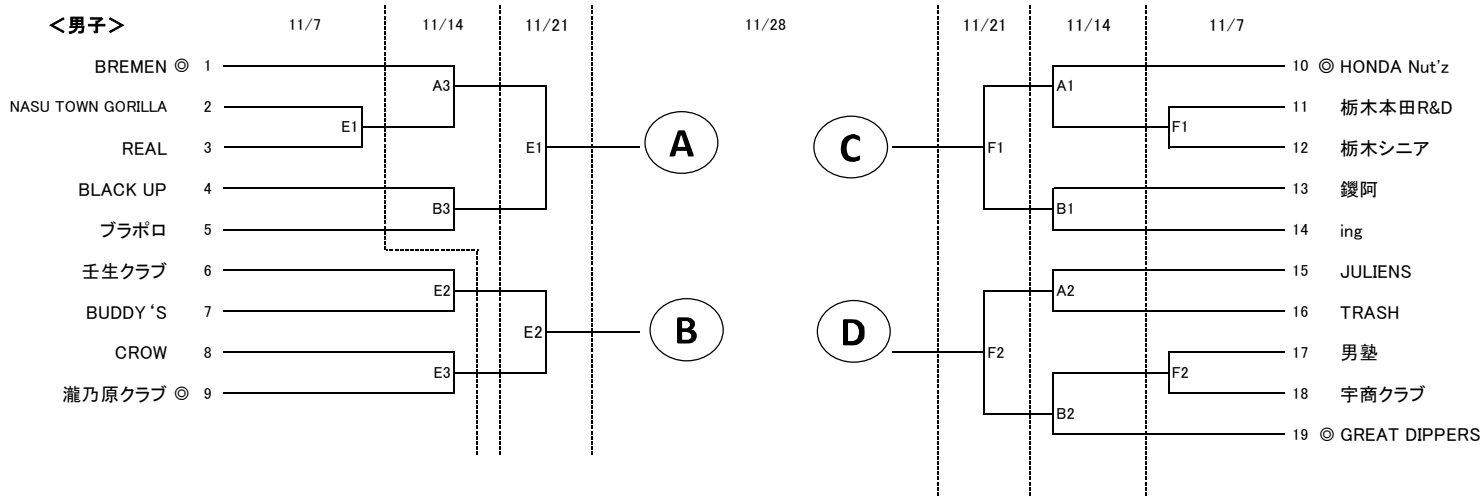 <男子> 11/7 11/14 11/21 11/28 11/21 11/14 11/7
BREMEN ◎ 1
NASU TOWN GORILLA 2
REAL 3
BLACK UP 4
ブラポロ 5
壬生クラブ 6
BUDDY‘S 7
CROW 8
瀧乃原クラブ ◎ 9
E1
A3
B3
E2
E3
E1
E2
A
B
C
D
F1
F2
A1
B1
A2
B2
F1
F2
10 ◎ HONDA Nut'z
11 栃木本田R&D
12 栃木シニア
13 鑁阿
14 ing
15 JULIENS
16 TRASH
17 男塾
18 宇商クラブ
19 ◎ GREAT DIPPERS